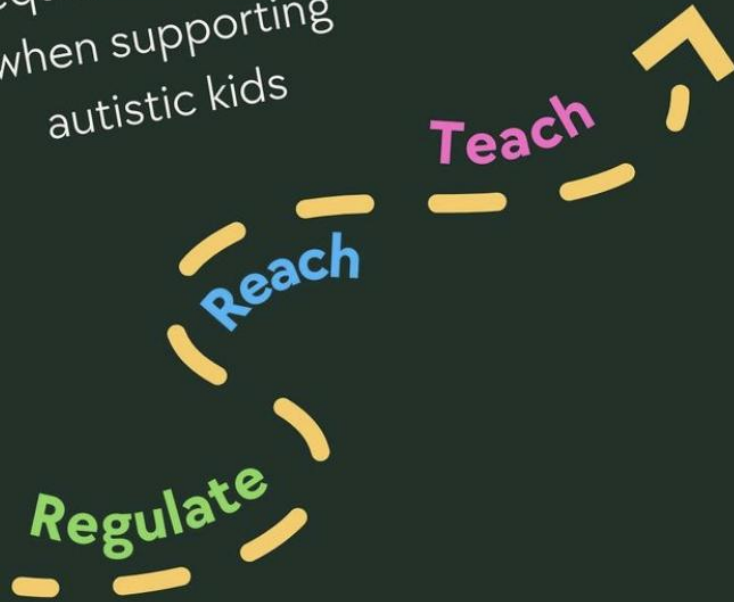 when supporting
autistic kids
Teach
Reach
Regulate